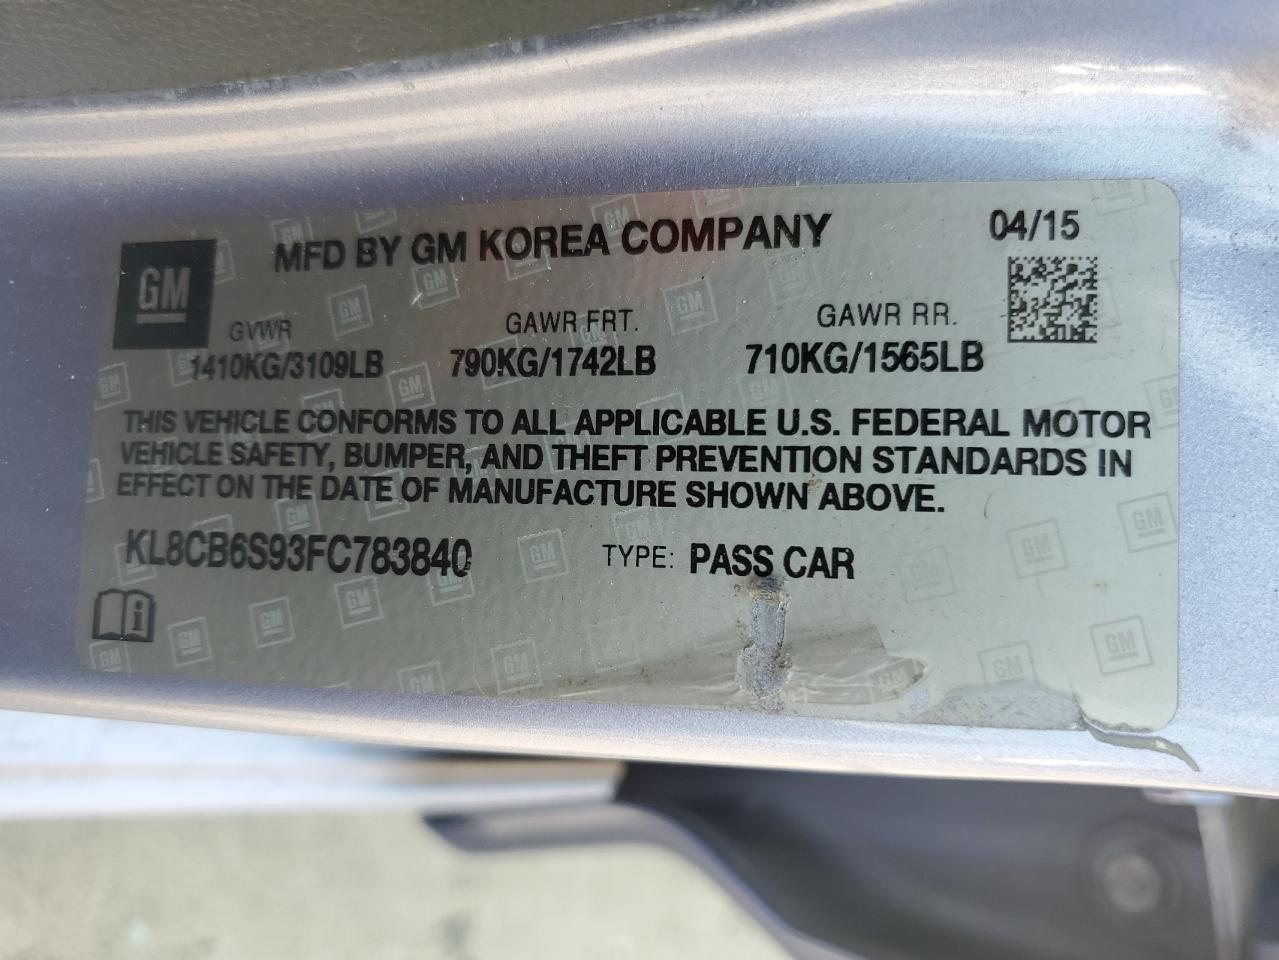 GM
MFD BY GM KOREA COMPANY
04/15
GVWR
1410KG/3109LB
GAWR FRT.
790KG/1742LB
GAWR RR.
710KG/1565LB
THIS VEHICLE CONFORMS TO ALL APPLICABLE U.S. FEDERAL MOTOR
VEHICLE SAFETY, BUMPER, AND THEFT PREVENTION STANDARDS IN
EFFECT ON THE DATE OF MANUFACTURE SHOWN ABOVE.
KL8CB6S93FC783840
TYPE: PASS CAR